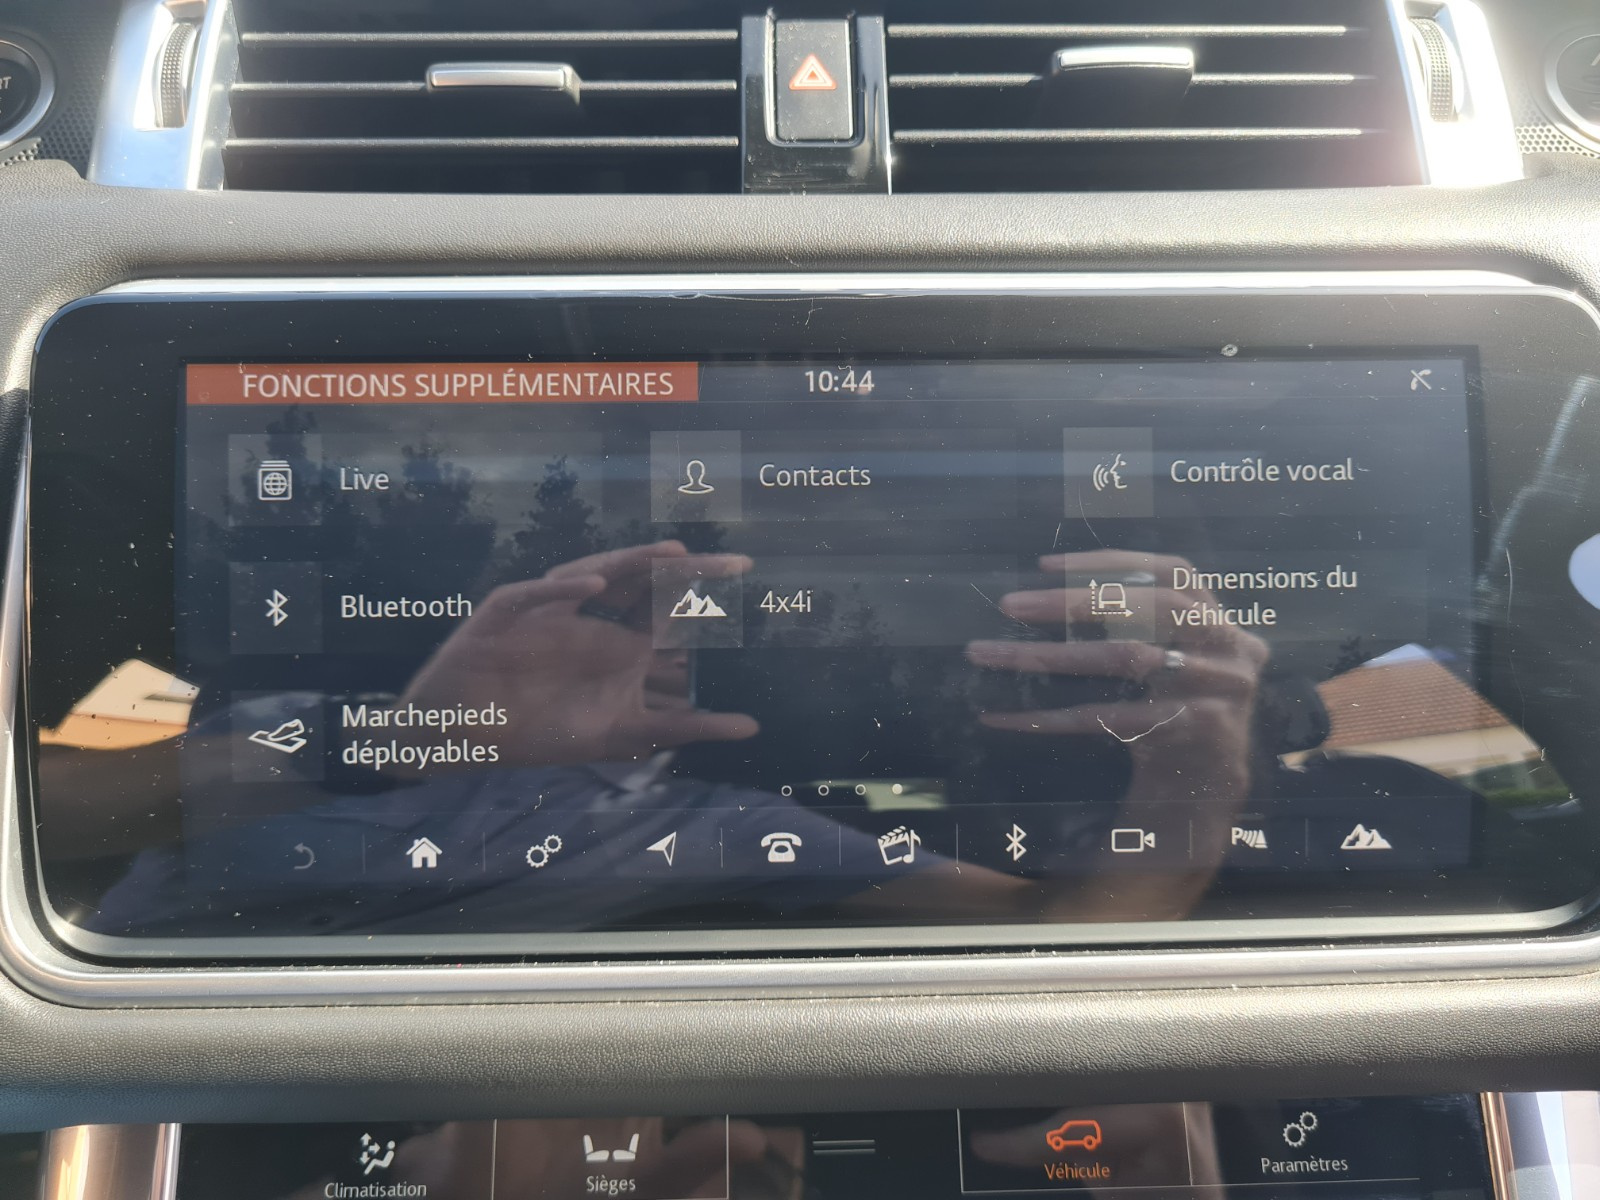 FONCTIONS SUPPLÉMENTAIRES
10:44
Live
Contacts
Contrôle vocal
Bluetooth
4x4i
Dimensions du
véhicule
Marchepieds
déployables
P
Climatisation
Sièges
Véhicule
Paramètres